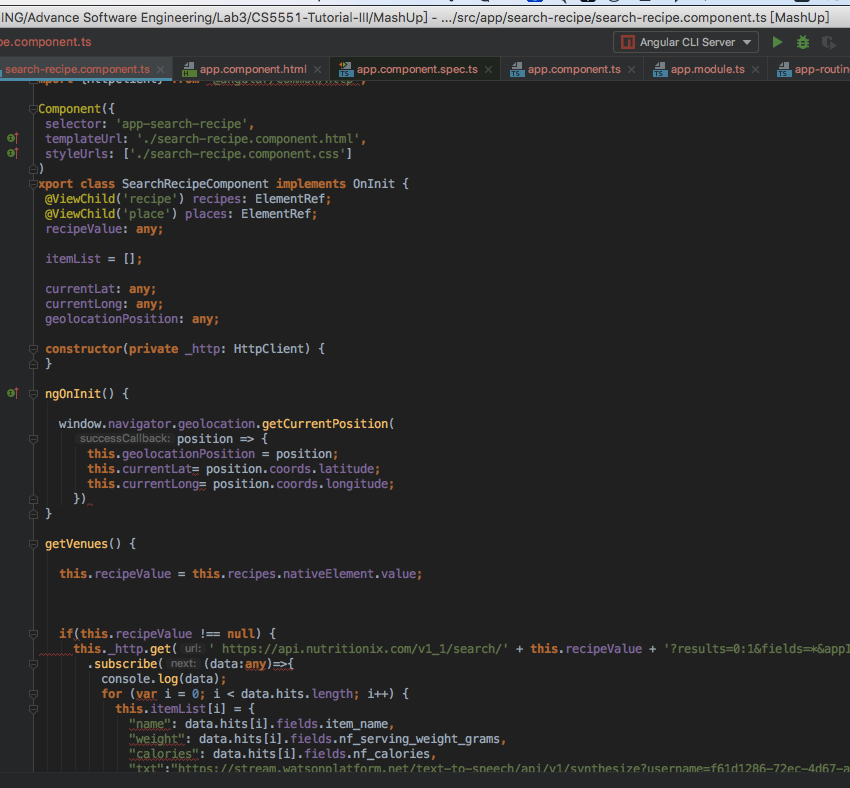 ING/Advance Software Engineering/Lab3/CS5551-Tutorial-III/MashUp] - .../src/app/search-recipe/search-recipe.component.ts [MashUp]
pe.component.ts
Angular CLI Server
search-recipe.component.ts × app.component.html × app.component.spec.ts × app.component.ts × app.module.ts × app-routin
Component({
selector: 'app-search-recipe',
templateUrl: './search-recipe.component.html',
styleUrls: ['./search-recipe.component.css']
)
xport class SearchRecipeComponent implements OnInit {
@ViewChild('recipe') recipes: ElementRef;
@ViewChild('place') places: ElementRef;
recipeValue: any;
itemList = [];
currentLat: any;
currentLong: any;
geolocationPosition: any;
constructor(private _http: HttpClient) {
}
ngOnInit() {
window.navigator.geolocation.getCurrentPosition(
successCallback: position => {
this.geolocationPosition = position;
this.currentLat= position.coords.latitude;
this.currentLong= position.coords.longitude;
})
}
getVenues() {
this.recipeValue = this.recipes.nativeElement.value;
if(this.recipeValue !== null) {
this._http.get( url: ' https://api.nutritionix.com/v1_1/search/' + this.recipeValue + '?results=0:1&fields=*&appI
.subscribe( next: (data:any)=>{
console.log(data);
for (var i = 0; i < data.hits.length; i++) {
this.itemList[i] = {
"name": data.hits[i].fields.item_name,
"weight": data.hits[i].fields.nf_serving_weight_grams,
"calories": data.hits[i].fields.nf_calories,
"txt":"https://stream.watsonplatform.net/text-to-speech/api/v1/synthesize?username=f61d1286-72ec-4d67-a